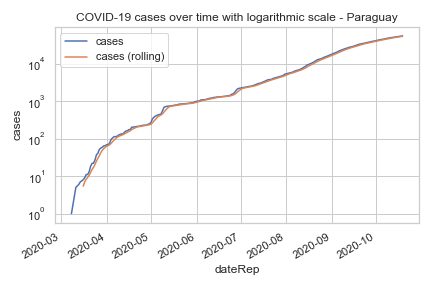 COVID-19 cases over time with logarithmic scale - Paraguay
cases
cases (rolling)
10⁴
10³
10²
10¹
10⁰
cases
2020-03
2020-04
2020-05
2020-06
2020-07
2020-08
2020-09
2020-10
dateRep